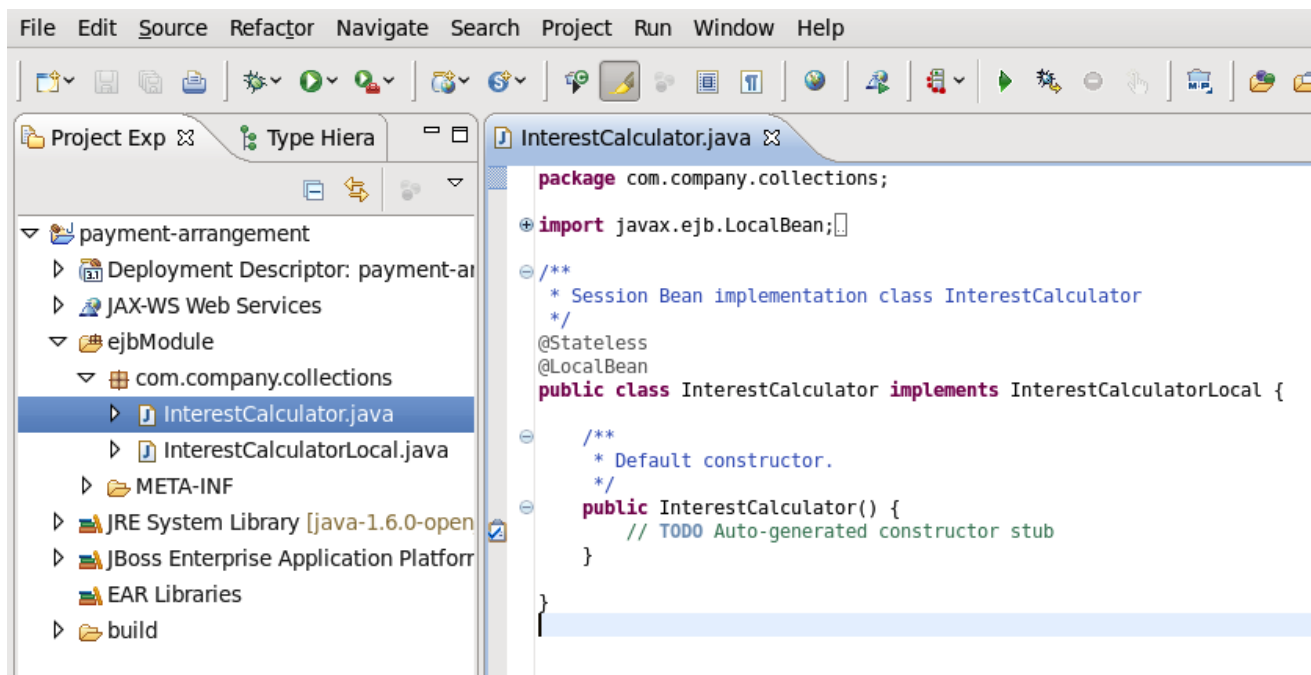 File Edit Source Refactor Navigate Search Project Run Window Help
Project Exp
Type Hiera
payment-arrangement
Deployment Descriptor: payment-ar
JAX-WS Web Services
ejbModule
com.company.collections
InterestCalculator.java
InterestCalculatorLocal.java
META-INF
JRE System Library [java-1.6.0-open
JBoss Enterprise Application Platforr
EAR Libraries
build
InterestCalculator.java
package com.company.collections;
import javax.ejb.LocalBean;
/**
* Session Bean implementation class InterestCalculator
*/
@Stateless
@LocalBean
public class InterestCalculator implements InterestCalculatorLocal {
/**
* Default constructor.
*/
public InterestCalculator() {
// TODO Auto-generated constructor stub
}
}